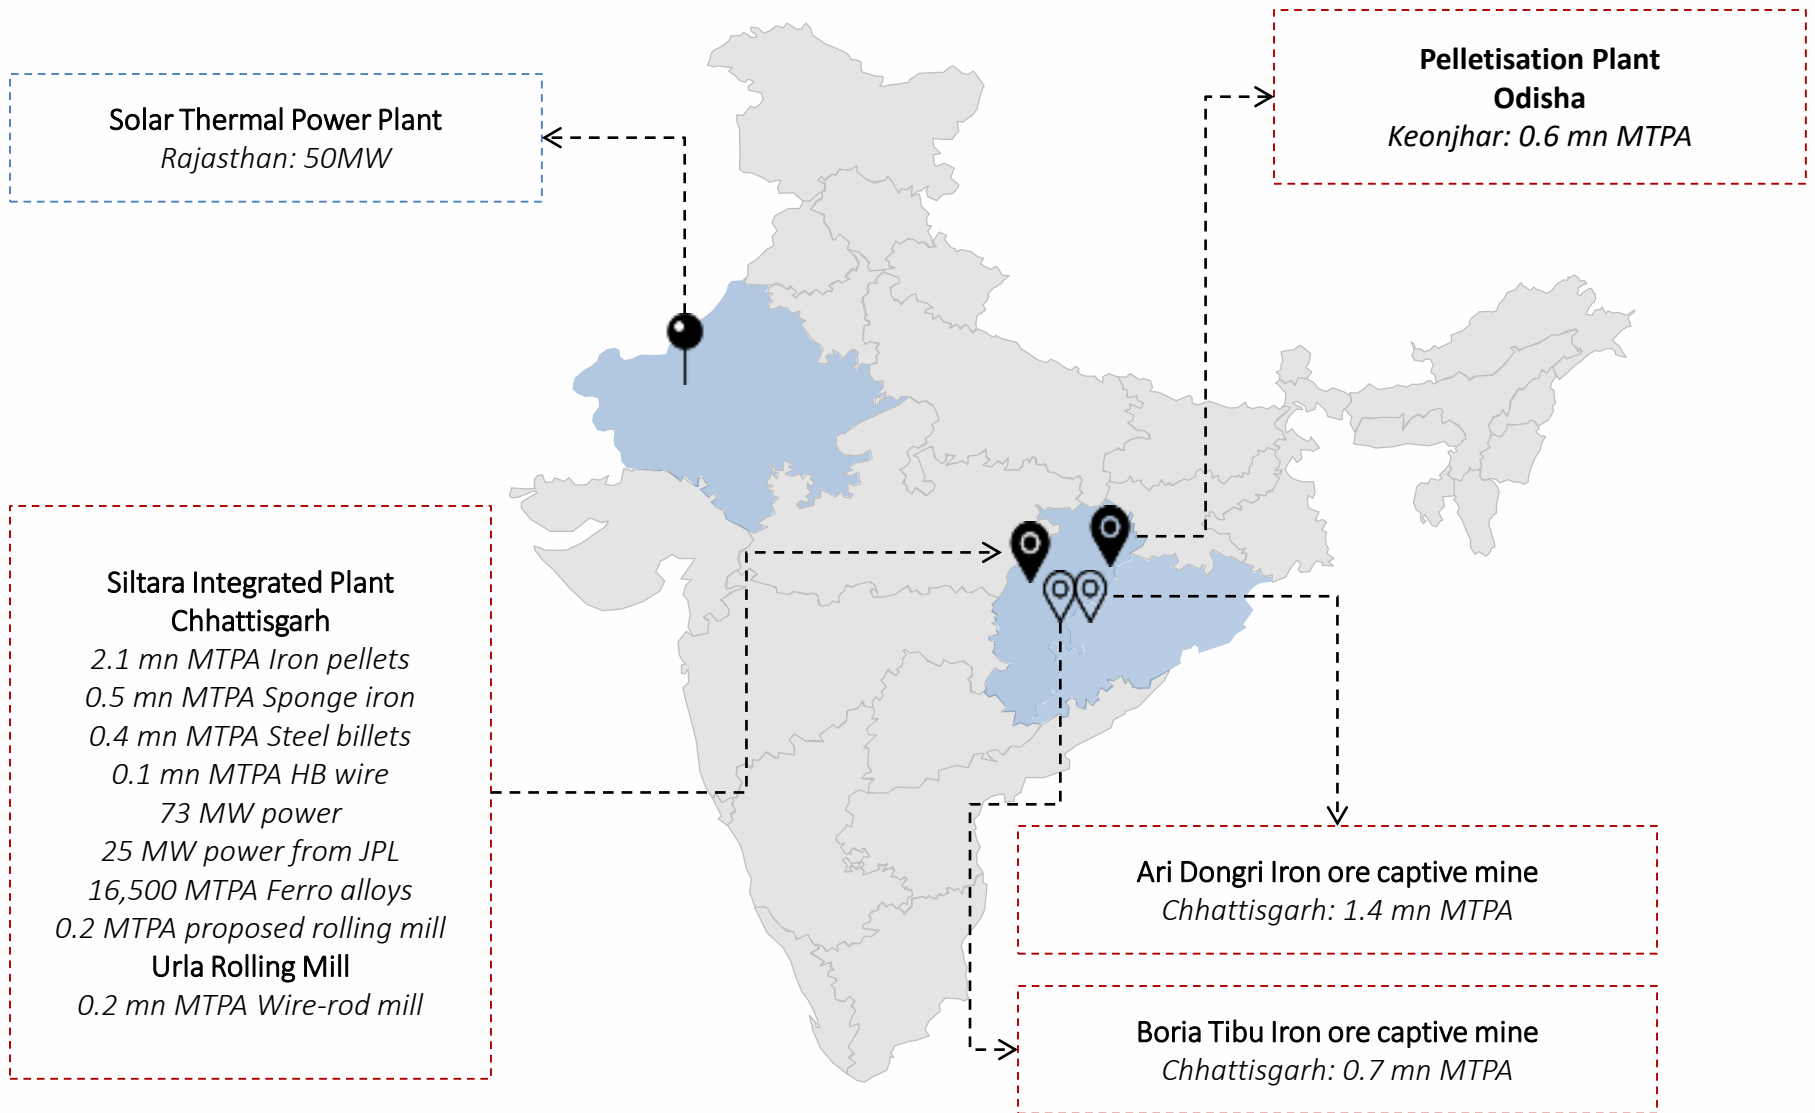 Solar Thermal Power Plant
Rajasthan: 50MW
Pelletisation Plant
Odisha
Keonjhar: 0.6 mn MTPA
Siltara Integrated Plant
Chhattisgarh
2.1 mn MTPA Iron pellets
0.5 mn MTPA Sponge iron
0.4 mn MTPA Steel billets
0.1 mn MTPA HB wire
73 MW power
25 MW power from JPL
16,500 MTPA Ferro alloys
0.2 MTPA proposed rolling mill
Urla Rolling Mill
0.2 mn MTPA Wire-rod mill
Ari Dongri Iron ore captive mine
Chhattisgarh: 1.4 mn MTPA
Boria Tibu Iron ore captive mine
Chhattisgarh: 0.7 mn MTPA